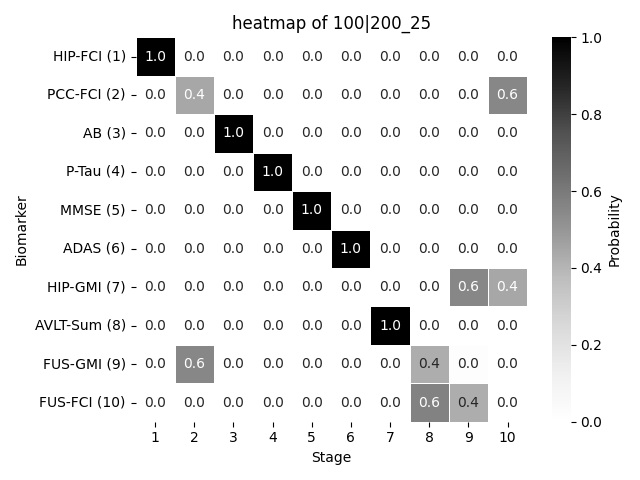 heatmap of 100|200_25
HIP-FCI (1) 1.0 0.0 0.0 0.0 0.0 0.0 0.0 0.0 0.0 0.0
PCC-FCI (2) 0.0 0.4 0.0 0.0 0.0 0.0 0.0 0.0 0.0 0.6
AB (3) 0.0 0.0 1.0 0.0 0.0 0.0 0.0 0.0 0.0 0.0
P-Tau (4) 0.0 0.0 0.0 1.0 0.0 0.0 0.0 0.0 0.0 0.0
MMSE (5) 0.0 0.0 0.0 0.0 1.0 0.0 0.0 0.0 0.0 0.0
ADAS (6) 0.0 0.0 0.0 0.0 0.0 1.0 0.0 0.0 0.0 0.0
HIP-GMI (7) 0.0 0.0 0.0 0.0 0.0 0.0 0.0 0.0 0.6 0.4
AVLT-Sum (8) 0.0 0.0 0.0 0.0 0.0 0.0 1.0 0.0 0.0 0.0
FUS-GMI (9) 0.0 0.6 0.0 0.0 0.0 0.0 0.0 0.4 0.0 0.0
FUS-FCI (10) 0.0 0.0 0.0 0.0 0.0 0.0 0.0 0.6 0.4 0.0
1 2 3 4 5 6 7 8 9 10
Stage
Biomarker
1.0
0.8
0.6
0.4
0.2
0.0
Probability